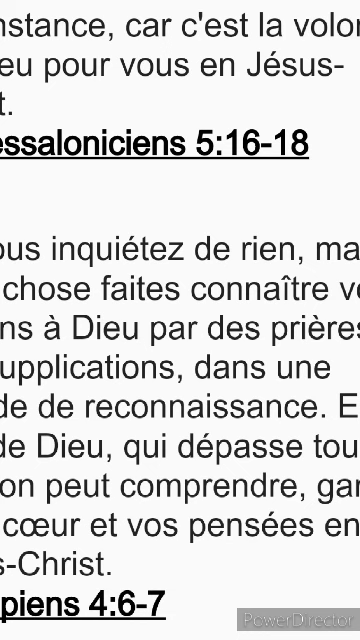 nstance, car c'est la volon
eu pour vous en Jésus-
t.
essaloniciens 5:16-18
ous inquiétez de rien, ma
chose faites connaître v
ns à Dieu par des prières
upplications, dans une
de de reconnaissance. E
de Dieu, qui dépasse tou
on peut comprendre, gar
cœur et vos pensées en
s-Christ.
piens 4:6-7
PowerDirector